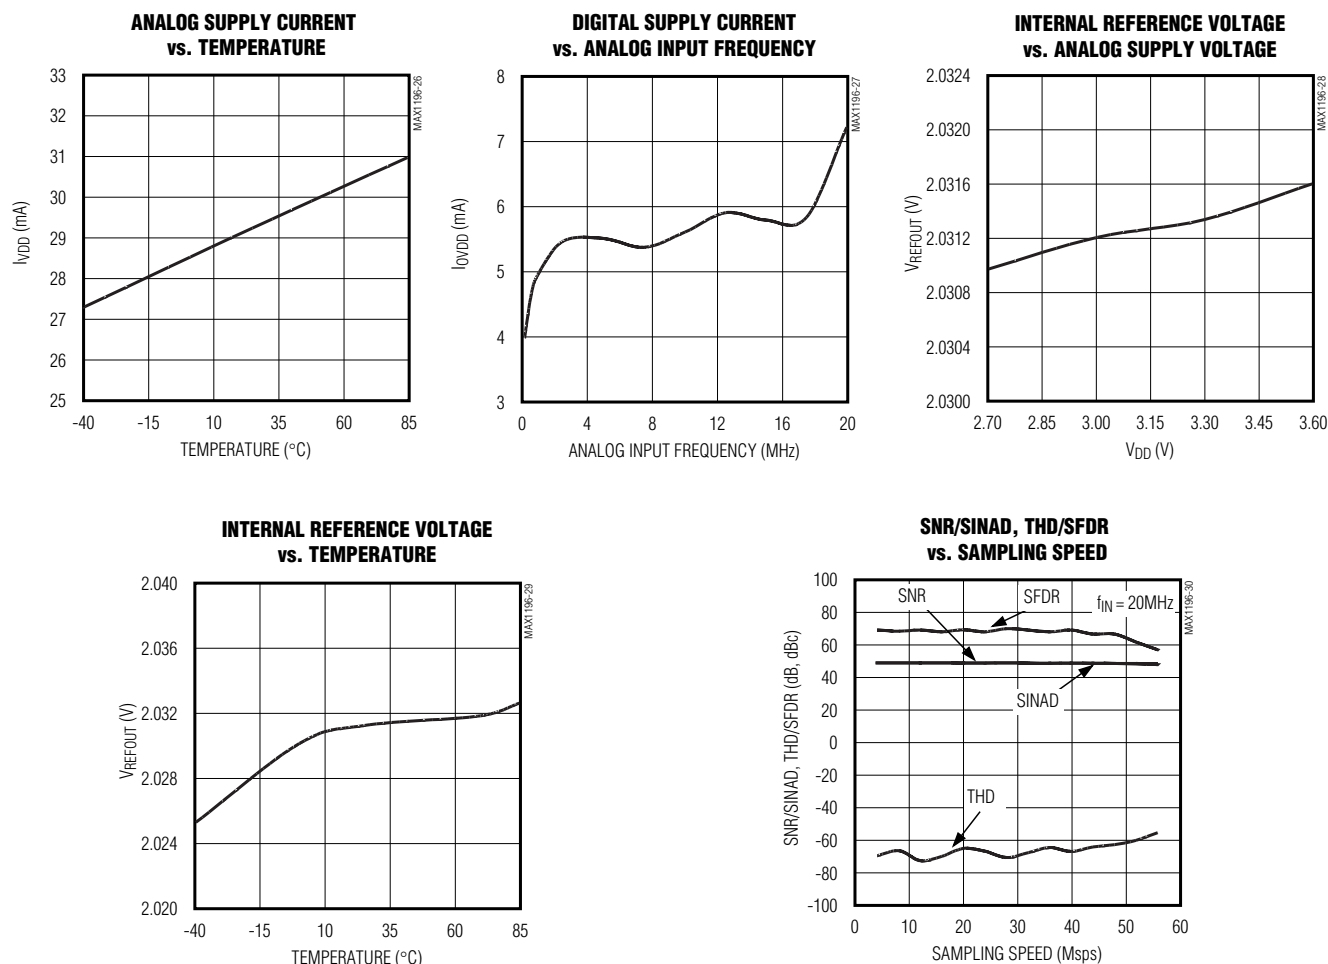 ANALOG SUPPLY CURRENT
vs. TEMPERATURE
33
32
31
30
29
28
27
26
25
IVDD (mA)
-40 -15 10 35 60 85
TEMPERATURE (°C)
MAX1196-26
DIGITAL SUPPLY CURRENT
vs. ANALOG INPUT FREQUENCY
8
7
6
5
4
3
IOVDD (mA)
0 4 8 12 16 20
ANALOG INPUT FREQUENCY (MHz)
MAX1196-27
INTERNAL REFERENCE VOLTAGE
vs. ANALOG SUPPLY VOLTAGE
2.0324
2.0320
2.0316
2.0312
2.0308
2.0304
2.0300
VREFOUT (V)
2.70 2.85 3.00 3.15 3.30 3.45 3.60
VDD (V)
MAX1196-28
INTERNAL REFERENCE VOLTAGE
vs. TEMPERATURE
2.040
2.036
2.032
2.028
2.024
2.020
VREFOUT (V)
-40 -15 10 35 60 85
TEMPERATURE (°C)
MAX1196-29
SNR/SINAD, THD/SFDR
vs. SAMPLING SPEED
100
80
60
40
20
0
-20
-40
-60
-80
-100
SNR/SINAD, THD/SFDR (dB, dBc)
SNR
SFDR
fIN = 20MHz
SINAD
THD
0 10 20 30 40 50 60
SAMPLING SPEED (Msps)
MAX1196-30